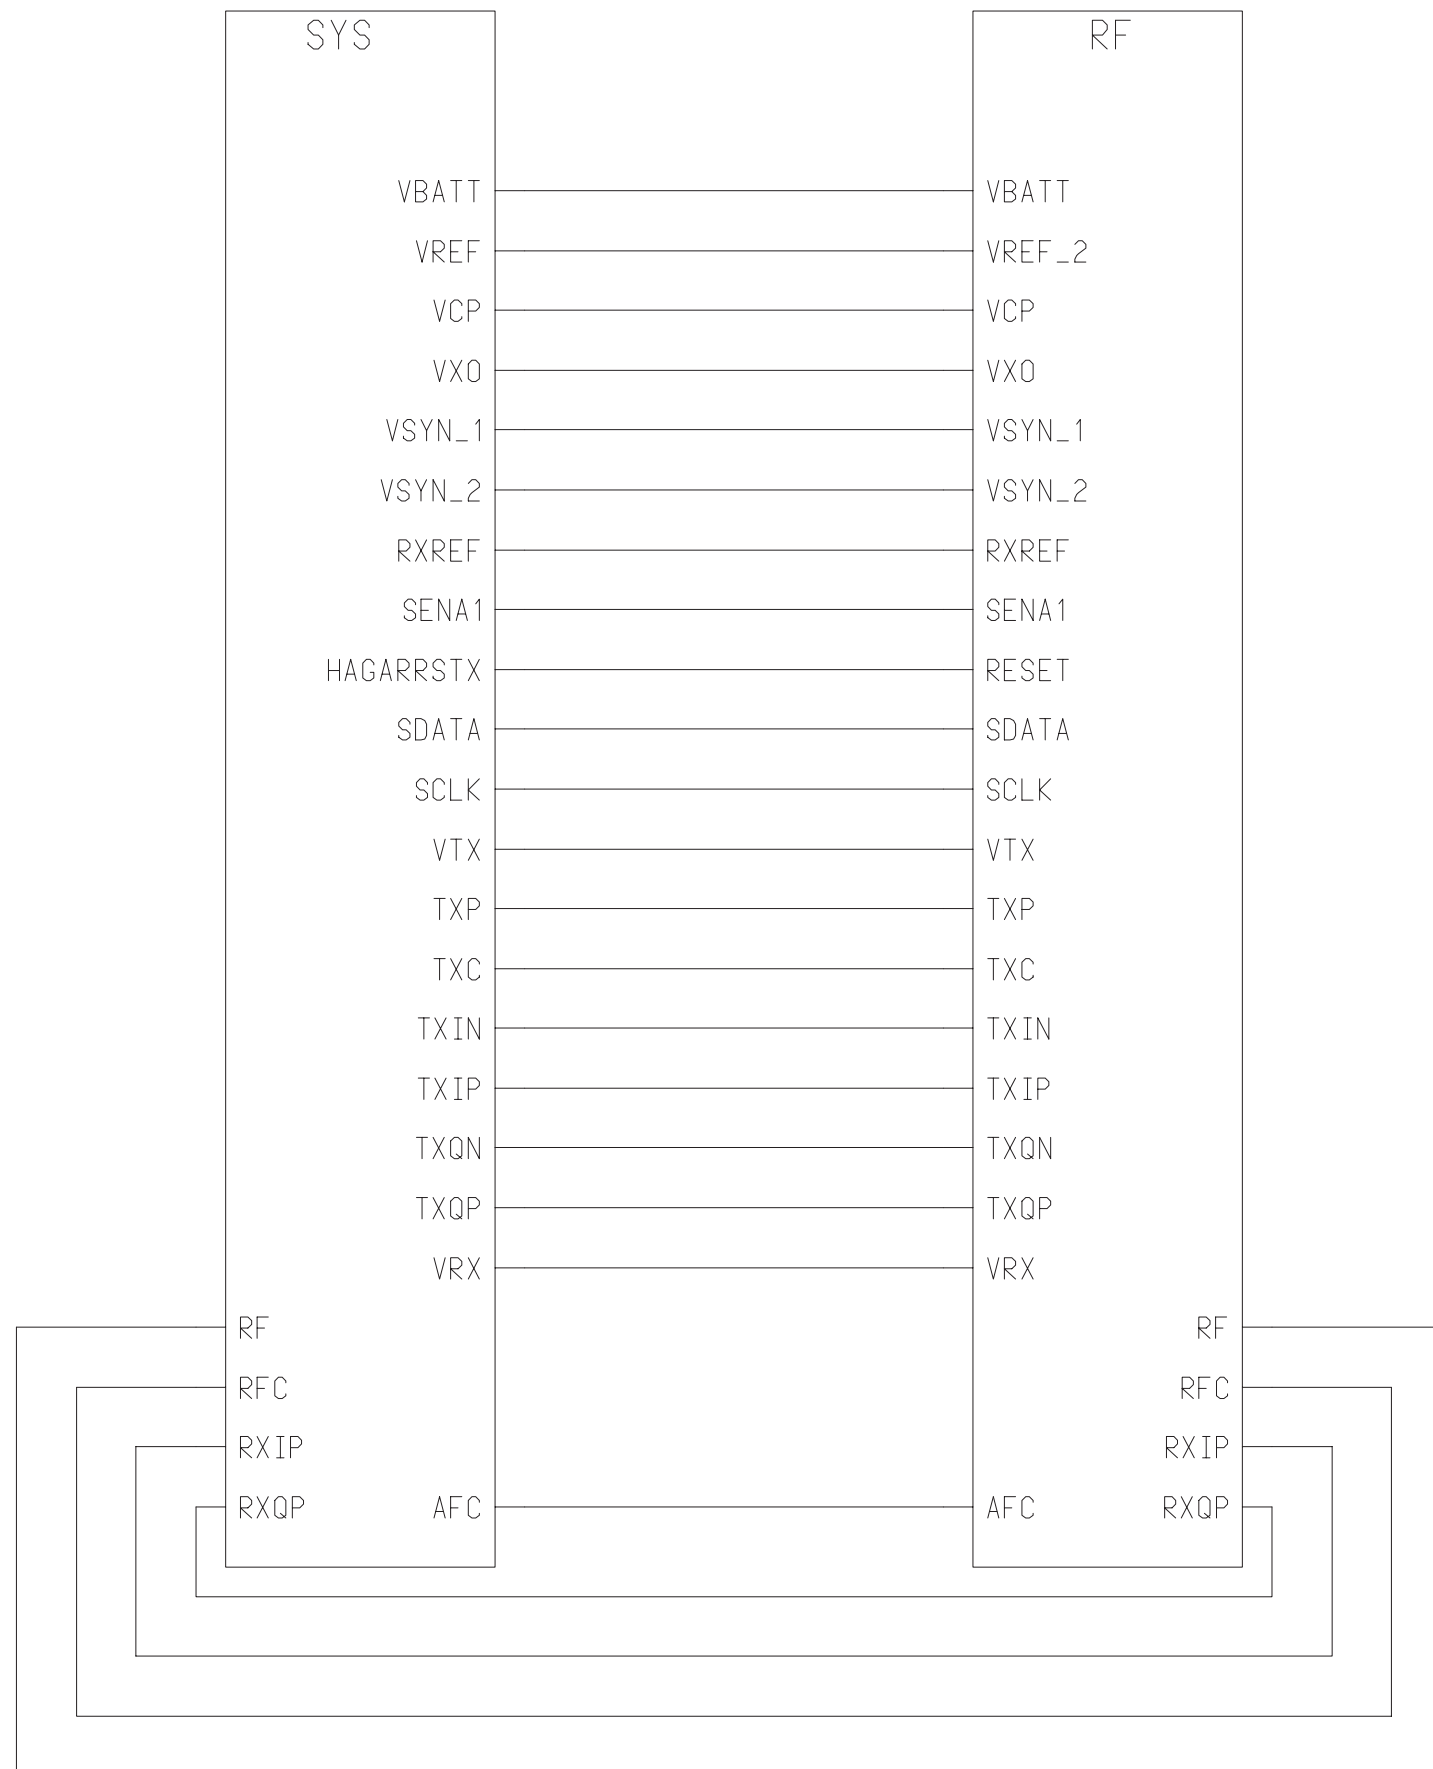 SYS RF
VBATT VBATT
VREF VREF_2
VCP VCP
VXO VXO
VSYN_1 VSYN_1
VSYN_2 VSYN_2
RXREF RXREF
SENA1 SENA1
HAGARRSTX RESET
SDATA SDATA
SCLK SCLK
VTX VTX
TXP TXP
TXC TXC
TXIN TXIN
TXIP TXIP
TXQN TXQN
TXQP TXQP
VRX VRX
RF RF
RFC RFC
RXIP RXIP
RXQP AFC AFC RXQP